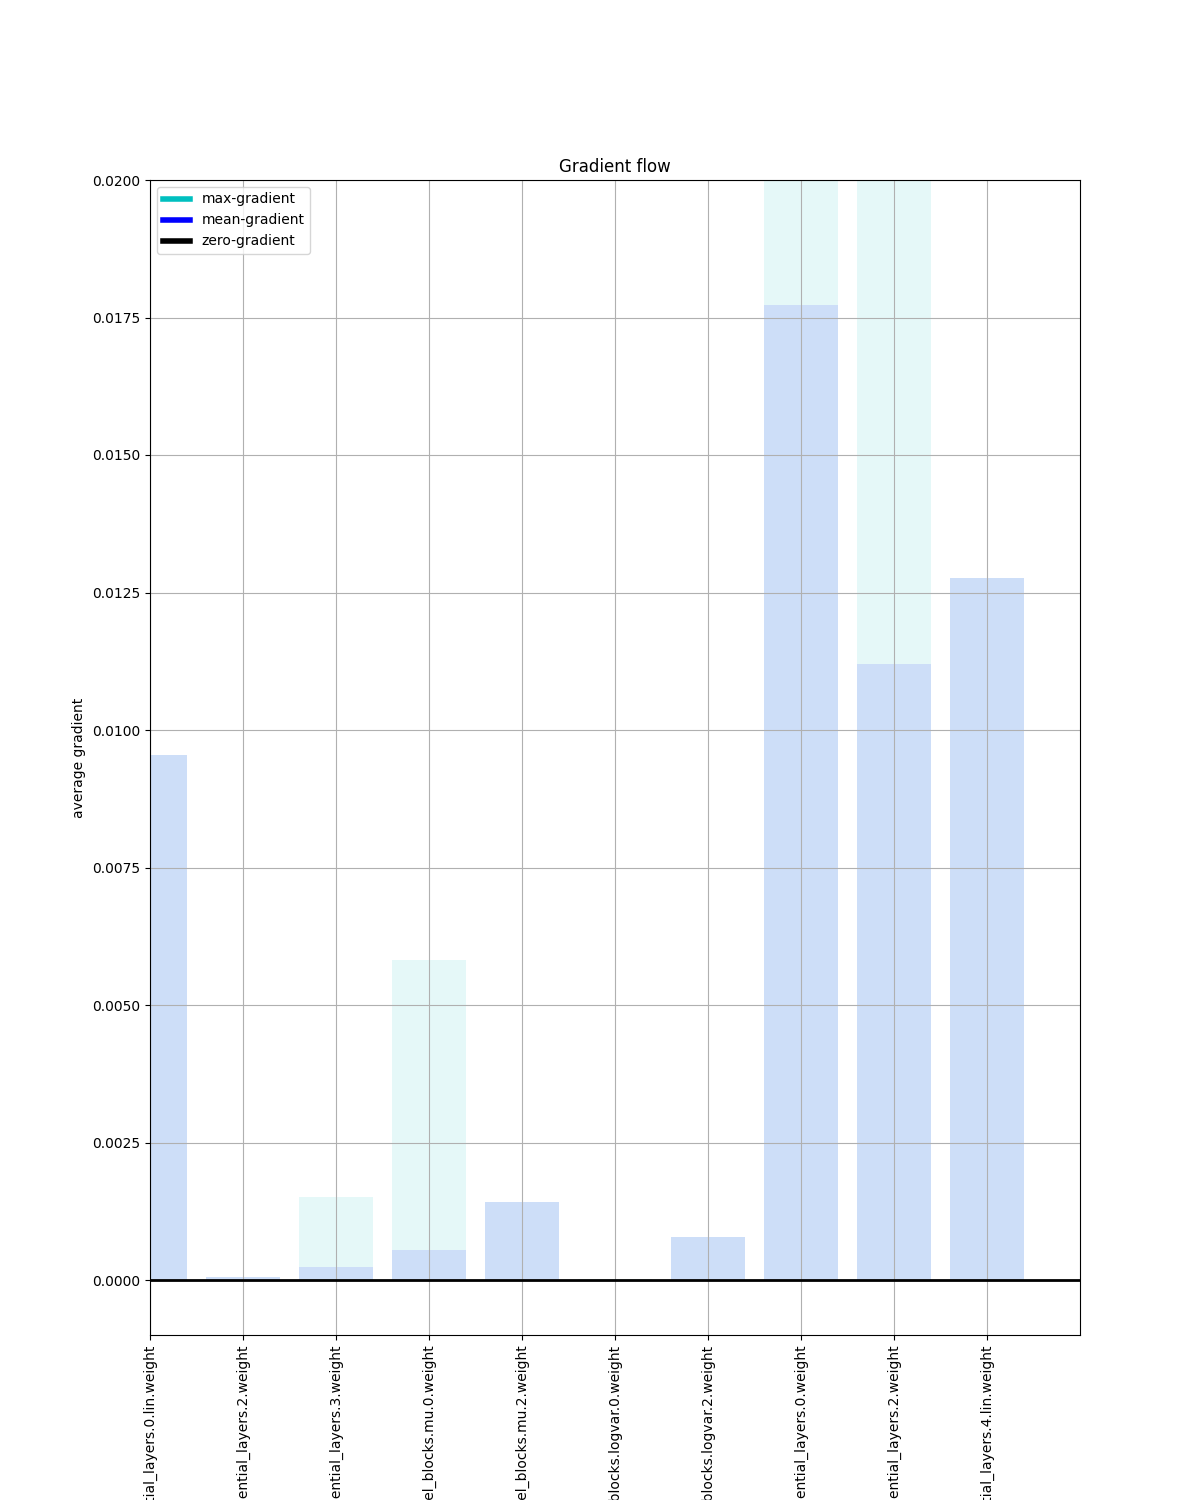 Gradient flow
max-gradient
mean-gradient
zero-gradient
0.0200
0.0175
0.0150
0.0125
0.0100
0.0075
0.0050
0.0025
0.0000
average gradient
tial_layers.0.lin.weight
ential_layers.2.weight
ential_layers.3.weight
el_blocks.mu.0.weight
el_blocks.mu.2.weight
blocks.logvar.0.weight
blocks.logvar.2.weight
ential_layers.0.weight
ential_layers.2.weight
tial_layers.4.lin.weight